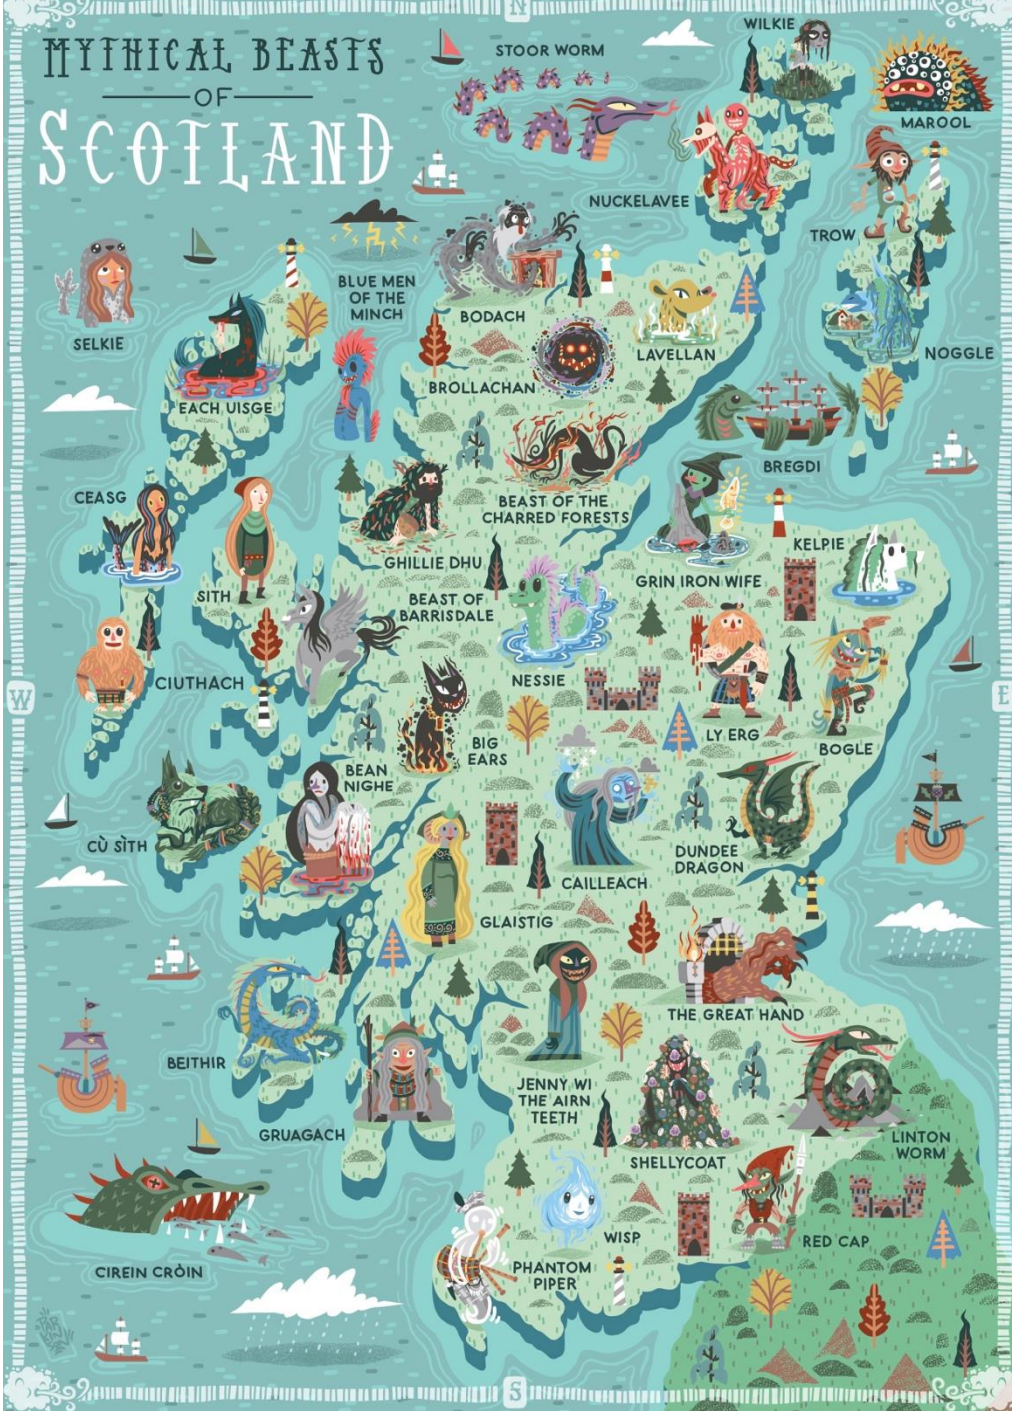 N
MYTHICAL BEASTS
OF
SCOTLAND
WILKIE
STOOR WORM
MAROOL
NUCKELAVEE
TROW
BLUE MEN
OF THE
MINCH
BODACH
SELKIE
LAVELLAN
NOGGLE
BROLLACHAN
EACH UISGE
BREGDI
CEASG
BEAST OF THE
CHARRED FORESTS
KELPIE
GHILLIE DHU
GRIN IRON WIFE
SITH
BEAST OF
BARRISDALE
NESSIE
CIUTHACH
W
E
LY ERG
BOGLE
BIG
EARS
BEAN
NIGHE
CÙ SÌTH
DUNDEE
DRAGON
CAILLEACH
GLAISTIG
THE GREAT HAND
BEITHIR
JENNY WI
THE AIRN
TEETH
GRUAGACH
LINTON
WORM
SHELLYCOAT
WISP
RED CAP
CIREIN CRÒIN
PHANTOM
PIPER
S